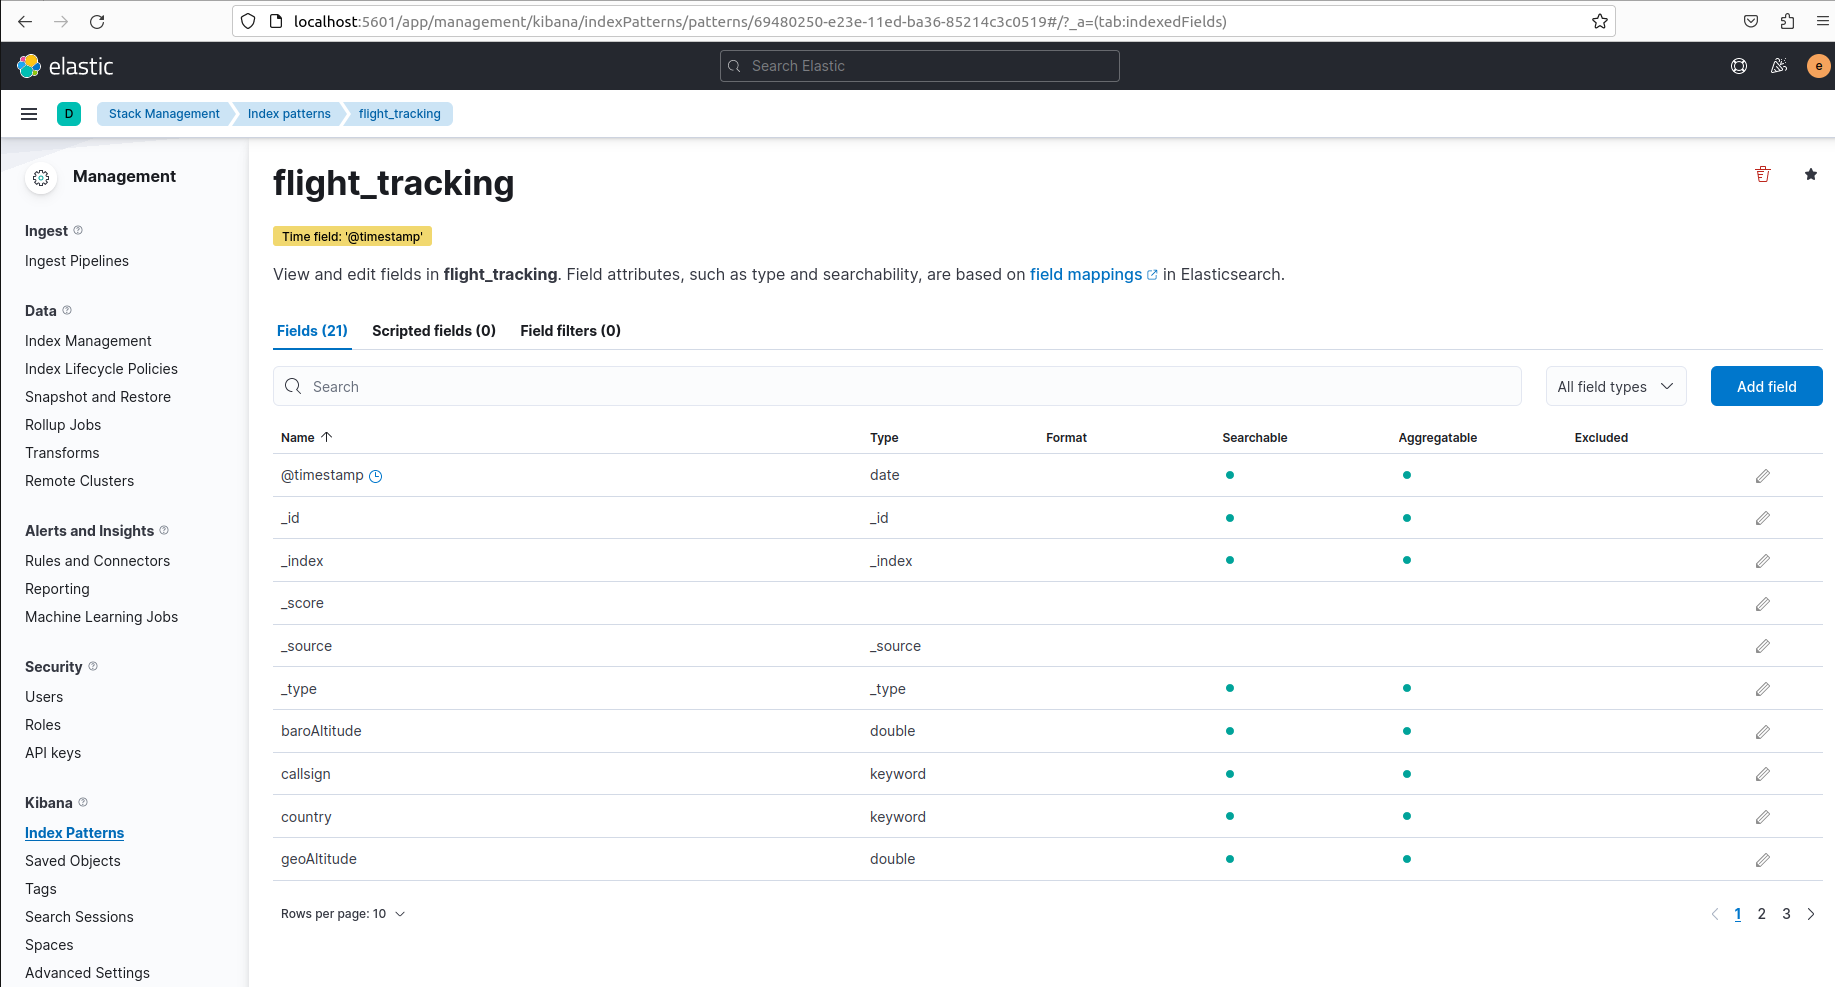 localhost:5601/app/management/kibana/indexPatterns/patterns/69480250-e23e-11ed-ba36-85214c3c0519#/?_a=(tab:indexedFields)
elastic
Search Elastic
e
D
Stack Management
Index patterns
flight_tracking
Management
Ingest
Ingest Pipelines
Data
Index Management
Index Lifecycle Policies
Snapshot and Restore
Rollup Jobs
Transforms
Remote Clusters
Alerts and Insights
Rules and Connectors
Reporting
Machine Learning Jobs
Security
Users
Roles
API keys
Kibana
Index Patterns
Saved Objects
Tags
Search Sessions
Spaces
Advanced Settings
flight_tracking
Time field: '@timestamp'
View and edit fields in flight_tracking. Field attributes, such as type and searchability, are based on field mappings in Elasticsearch.
Fields (21) Scripted fields (0) Field filters (0)
Search
All field types
Add field
Name Type Format Searchable Aggregatable Excluded
@timestamp date
_id _id
_index _index
_score
_source _source
_type _type
baroAltitude double
callsign keyword
country keyword
geoAltitude double
Rows per page: 10
1 2 3